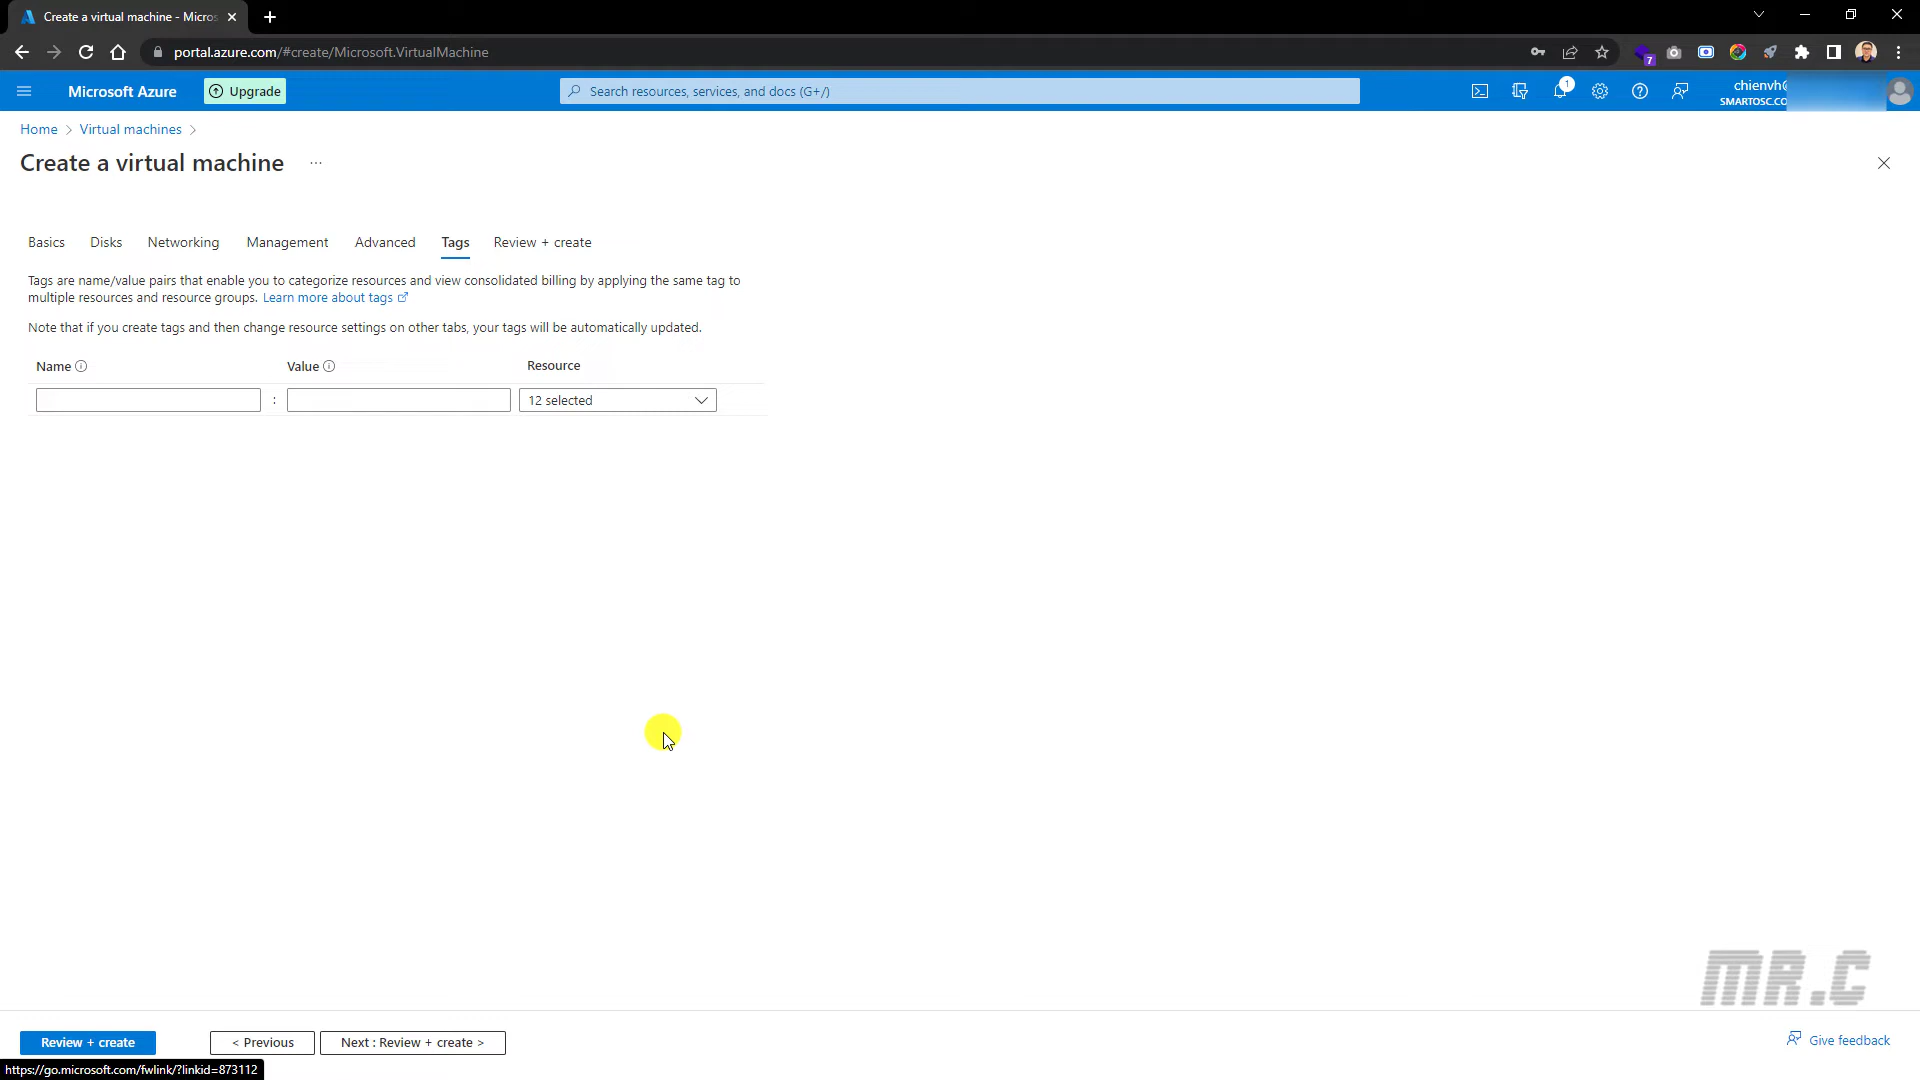 Create a virtual machine - Micros
portal.azure.com/#create/Microsoft.VirtualMachine
7
Microsoft Azure
Upgrade
Search resources, services, and docs (G+/)
1
chienvh@
SMARTOSC.CO
Home > Virtual machines >
Create a virtual machine ...
Basics Disks Networking Management Advanced Tags Review + create
Tags are name/value pairs that enable you to categorize resources and view consolidated billing by applying the same tag to
multiple resources and resource groups. Learn more about tags
Note that if you create tags and then change resource settings on other tabs, your tags will be automatically updated.
Name Value Resource
: 12 selected
MR.C
Review + create < Previous Next : Review + create > Give feedback
https://go.microsoft.com/fwlink/?linkid=873112